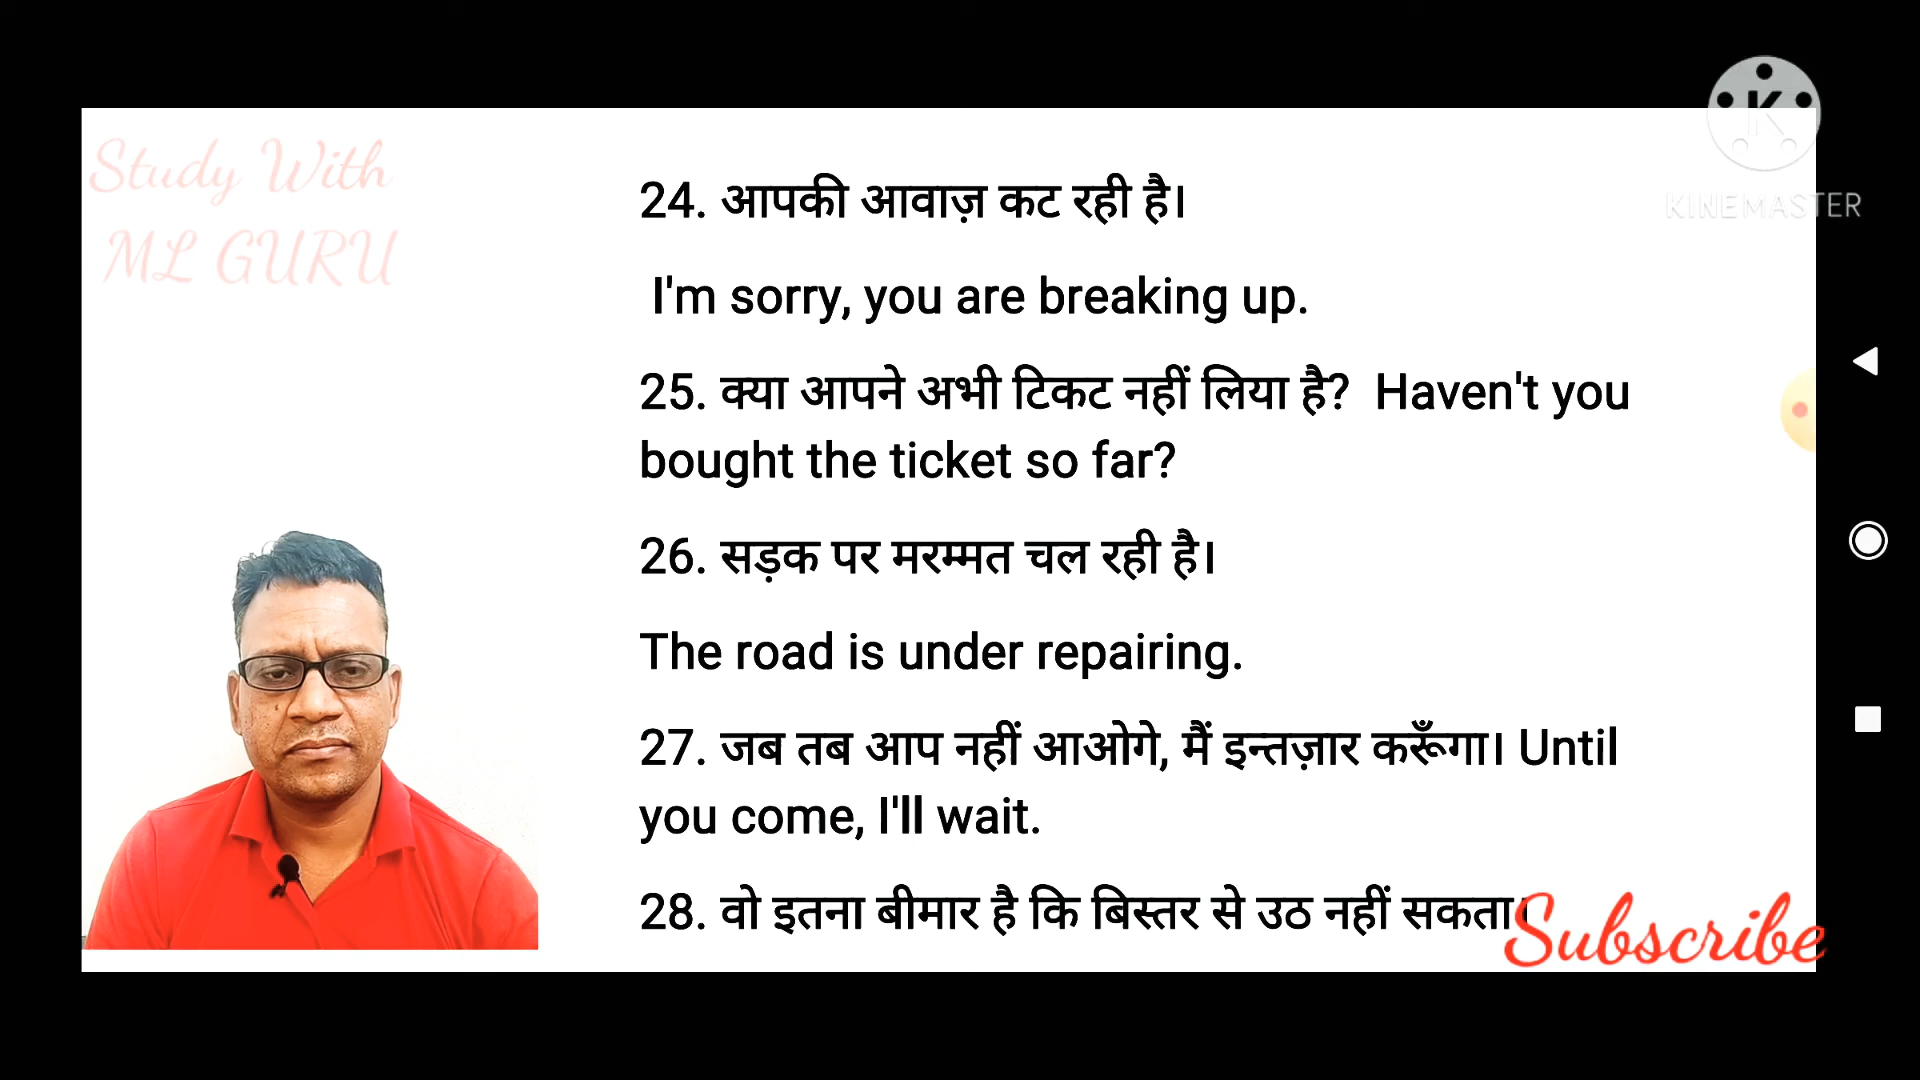 Study With
ML GURU
KINEMASTER
24. आपकी आवाज़ कट रही है।
I'm sorry, you are breaking up.
25. क्या आपने अभी टिकट नहीं लिया है? Haven't you
bought the ticket so far?
26. सड़क पर मरम्मत चल रही है।
The road is under repairing.
27. जब तब आप नहीं आओगे, मैं इन्तज़ार करूँगा। Until
you come, I'll wait.
28. वो इतना बीमार है कि बिस्तर से उठ नहीं सकता।
Subscribe